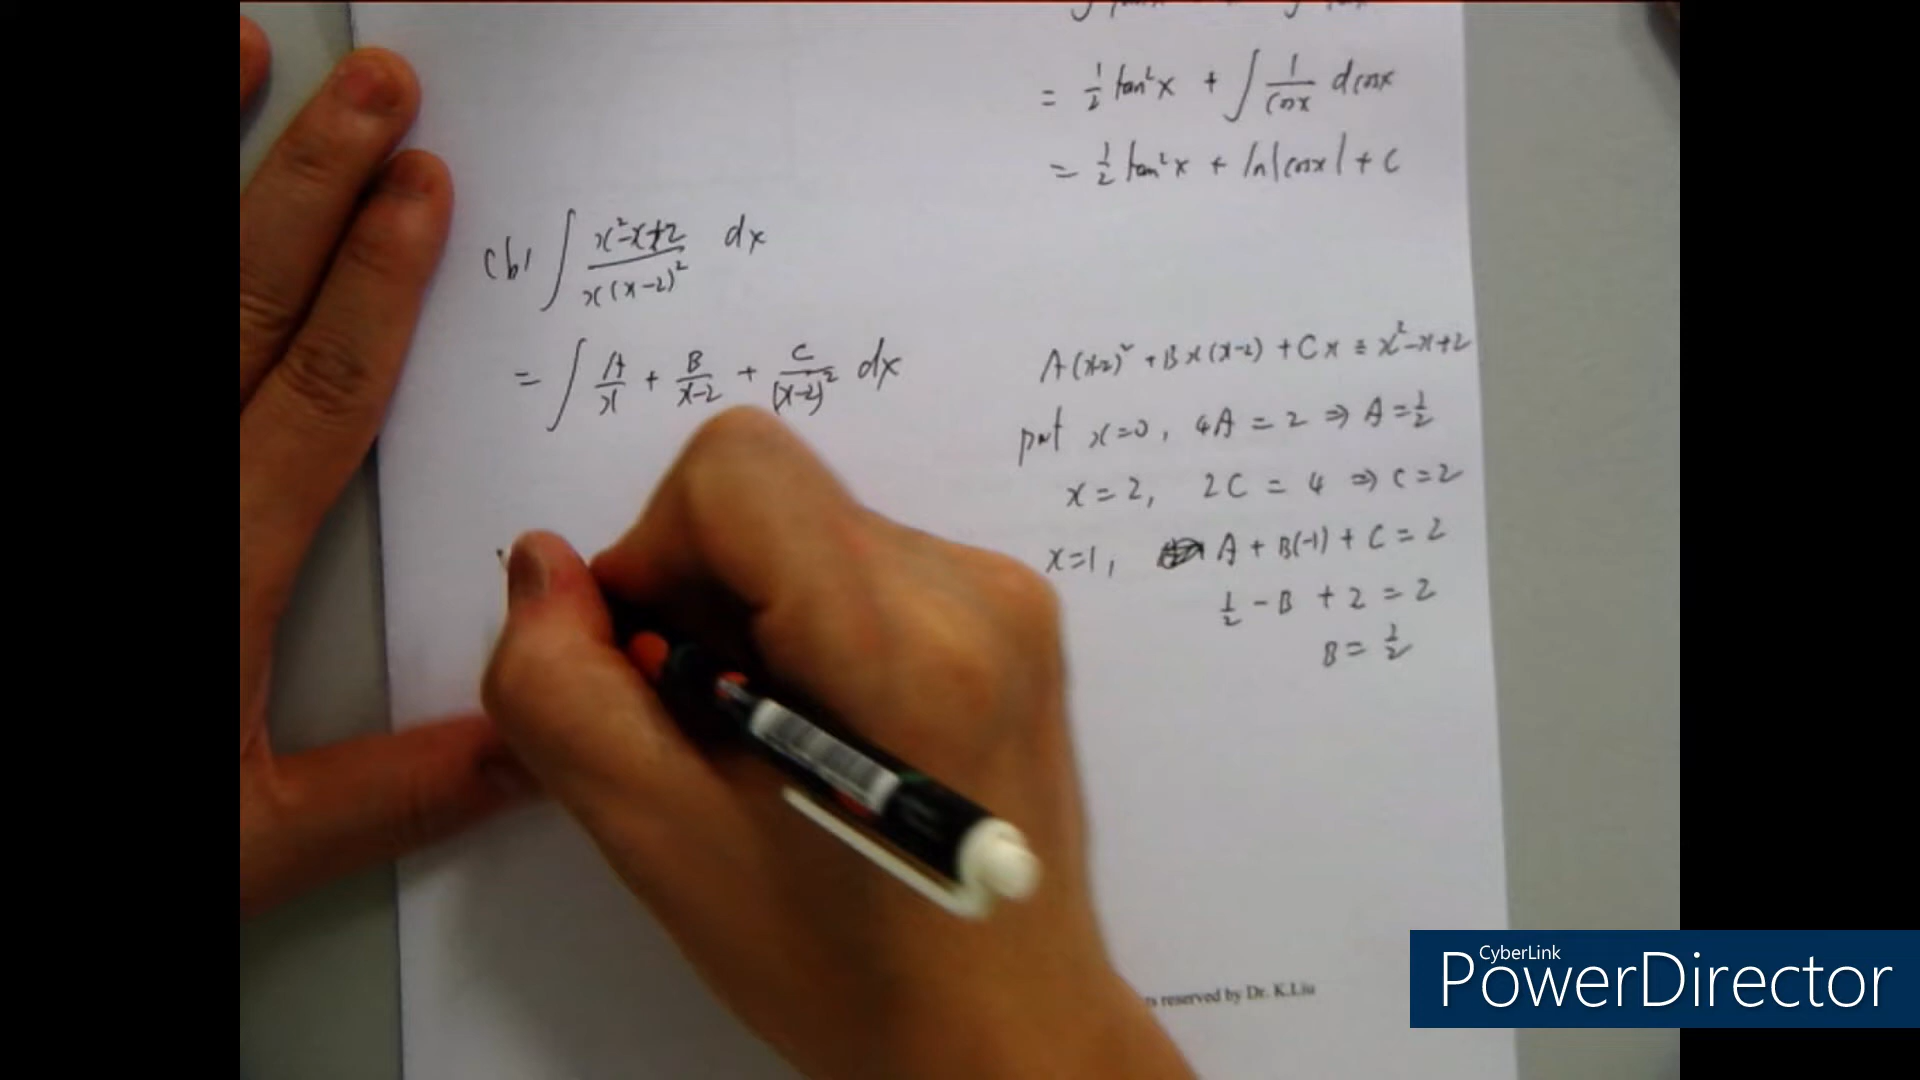 = 1/2 tan²x + ∫ 1/cosx dcosx
= 1/2 tan²x + ln|cosx| + C
(b) ∫ x²-x+2 / x(x-2)² dx
= ∫ A/x + B/x-2 + C/(x-2)² dx
A(x-2)² + Bx(x-2) + Cx ≡ x²-x+2
put x=0, 4A = 2 ⇒ A = 1/2
x = 2, 2C = 4 ⇒ C = 2
x=1, A + B(-1) + C = 2
1/2 - B + 2 = 2
B = 1/2
reserved by Dr. K.Liu
CyberLink
PowerDirector